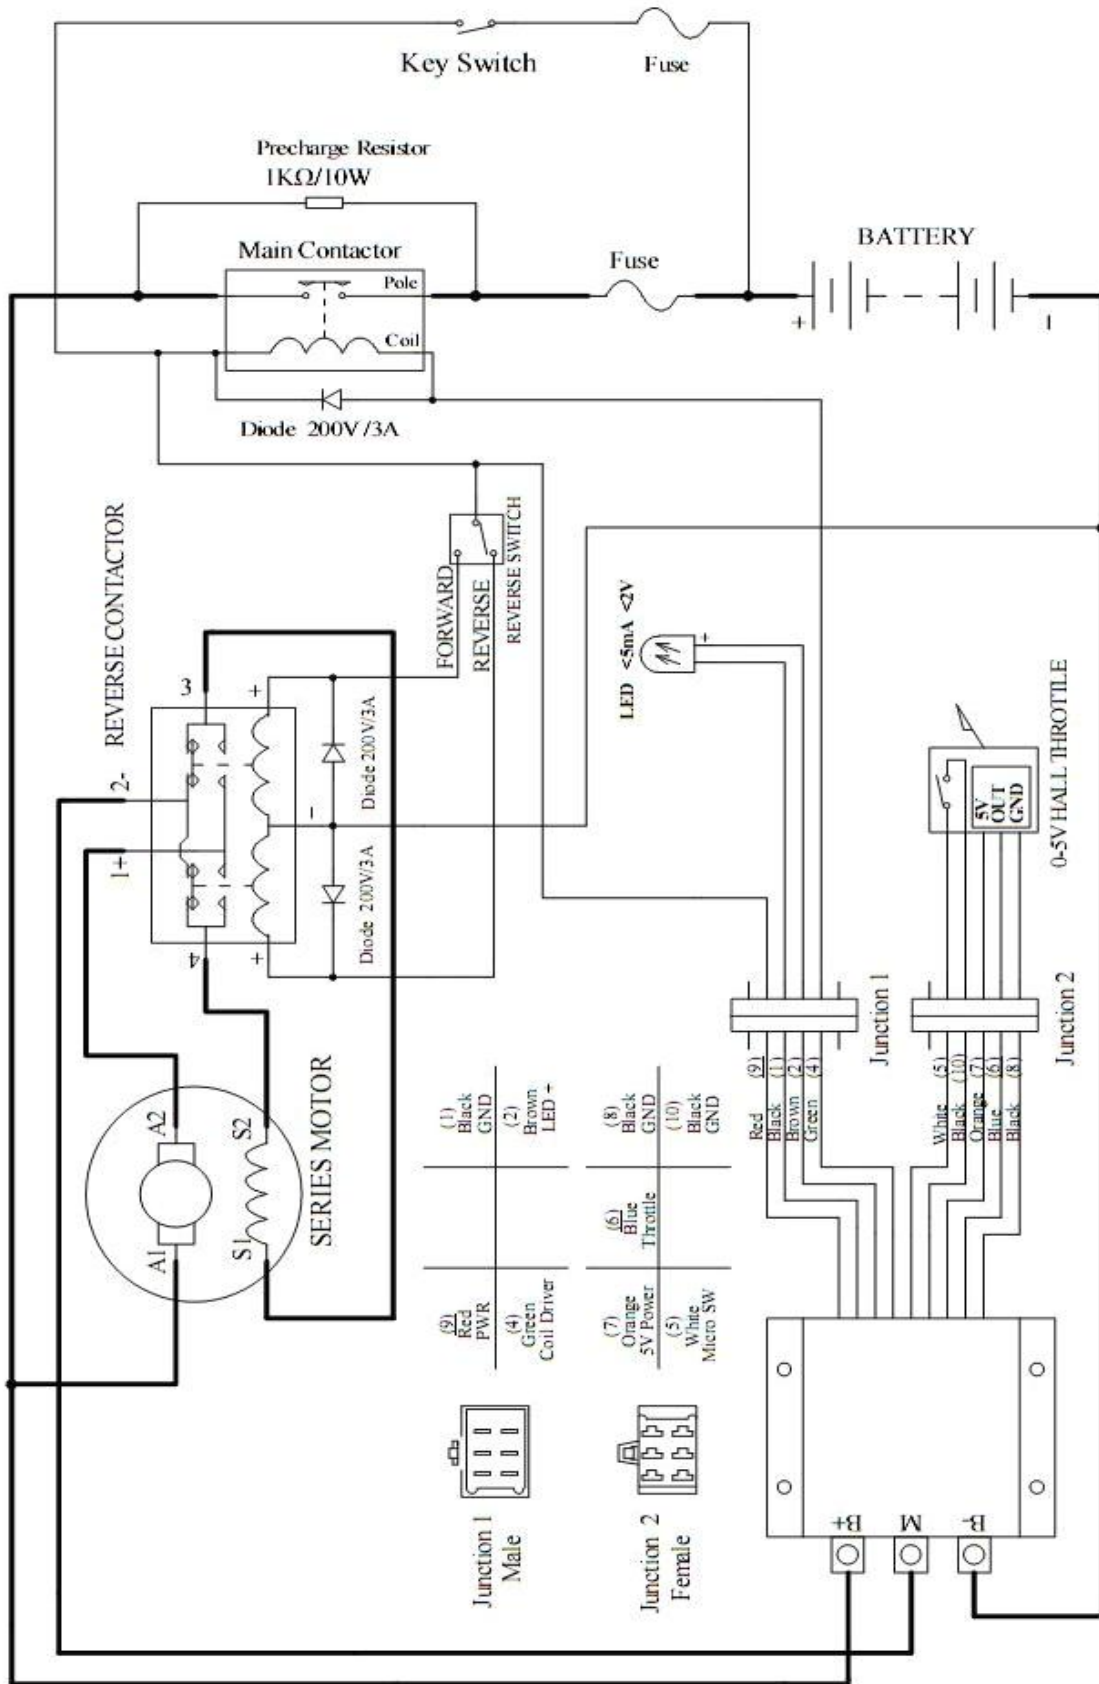 Key Switch
Fuse
Precharge Resistor
1KΩ/10W
Main Contactor
Pole
Coil
Fuse
BATTERY
+
-
Diode 200V/3A
REVERSE CONTACTOR
FORWARD
REVERSE
REVERSE SWITCH
3
2-
1+
4
+
-
+
Diode 200V/3A
Diode 200V/3A
LED <5mA <2V
+
5V
OUT
GND
0-5V HALL THROTTLE
Junction 1
Junction 2
(9)
(1)
(2)
(4)
Red
Black
Brown
Green
(5)
(10)
(7)
(6)
(8)
White
Black
Orange
Blue
Black
A2
A1
S2
S1
SERIES MOTOR
(1)
Black
GND
(2)
Brown
LED +
(9)
Red
PWR
(4)
Green
Coil Driver
(8)
Black
GND
(10)
Black
GND
(6)
Blue
Throttle
(7)
Orange
5V Power
(5)
White
Micro SW
Junction 1
Male
Junction 2
Female
B+
M
B-